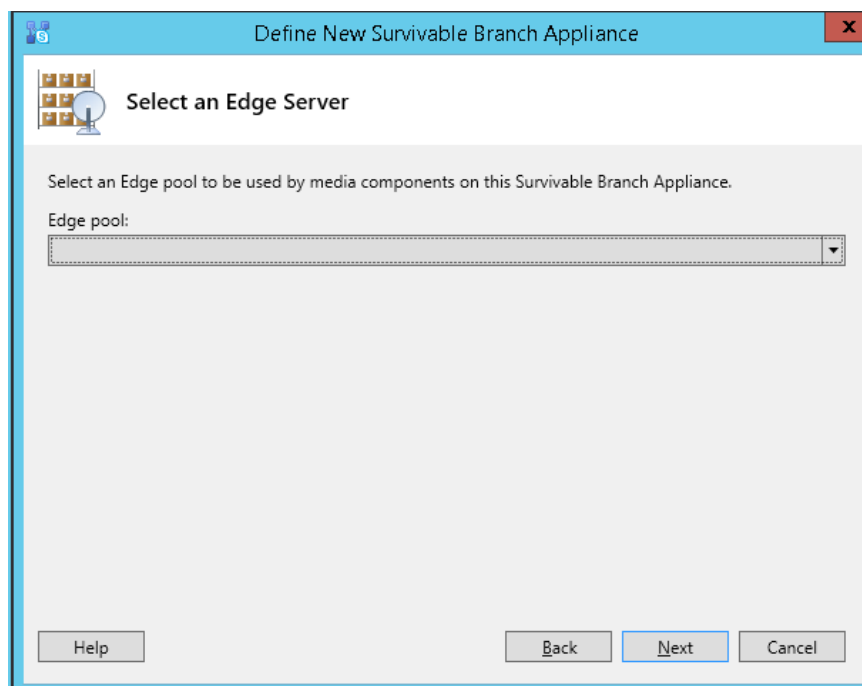 Define New Survivable Branch Appliance
X
Select an Edge Server
Select an Edge pool to be used by media components on this Survivable Branch Appliance.
Edge pool:
Help
Back
Next
Cancel